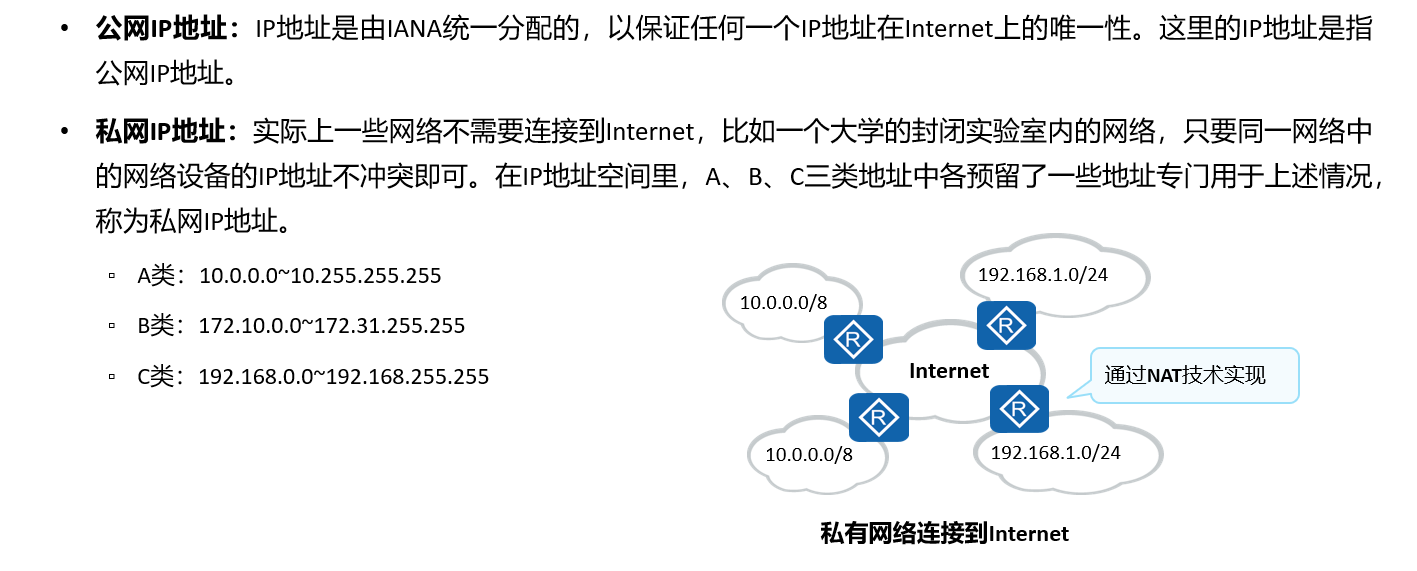 • 公网IP地址：IP地址是由IANA统一分配的，以保证任何一个IP地址在Internet上的唯一性。这里的IP地址是指
公网IP地址。
• 私网IP地址：实际上一些网络不需要连接到Internet，比如一个大学的封闭实验室内的网络，只要同一网络中
的网络设备的IP地址不冲突即可。在IP地址空间里，A、B、C三类地址中各预留了一些地址专门用于上述情况，
称为私网IP地址。
▫ A类：10.0.0.0~10.255.255.255
▫ B类：172.10.0.0~172.31.255.255
▫ C类：192.168.0.0~192.168.255.255
192.168.1.0/24
10.0.0.0/8
R
R
Internet
通过NAT技术实现
R
R
10.0.0.0/8
192.168.1.0/24
私有网络连接到Internet